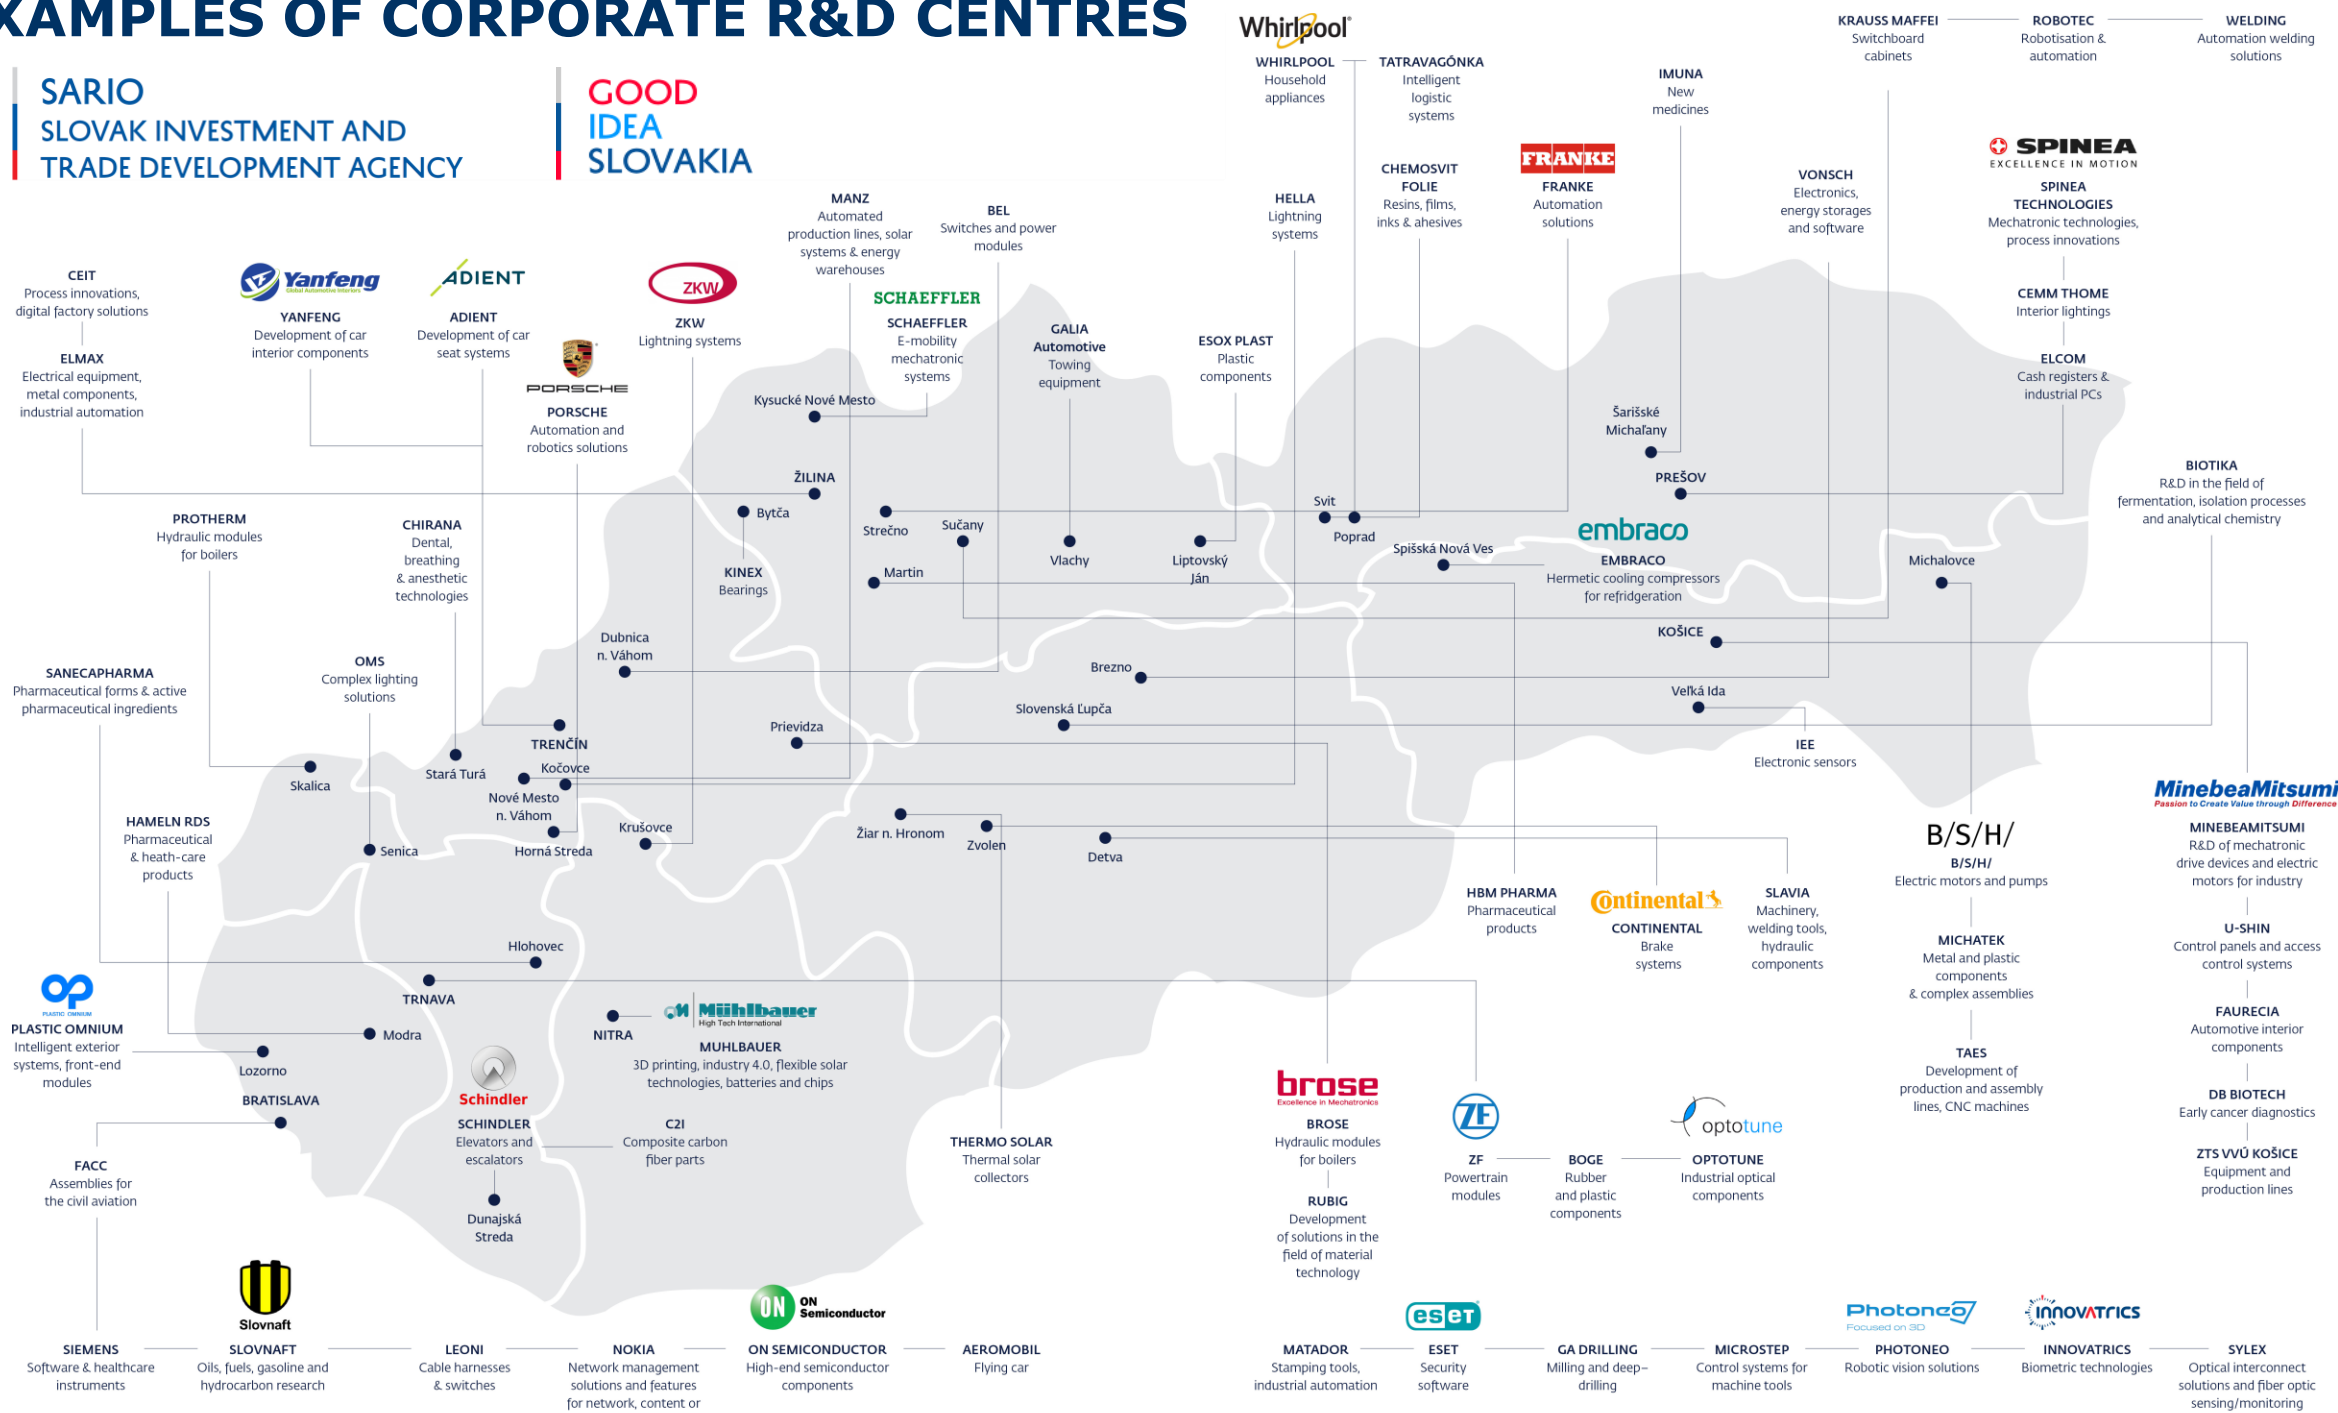 XAMPLES OF CORPORATE R&D CENTRES
SARIO
SLOVAK INVESTMENT AND
TRADE DEVELOPMENT AGENCY
GOOD
IDEA
SLOVAKIA
Whirlpool
WHIRLPOOL
Household
appliances
TATRAVAGÓNKA
Intelligent
logistic
systems
IMUNA
New
medicines
KRAUSS MAFFEI
Switchboard
cabinets
ROBOTEC
Robotisation &
automation
WELDING
Automation welding
solutions
CEIT
Process innovations,
digital factory solutions
ELMAX
Electrical equipment,
metal components,
industrial automation
Yanfeng
Global Automotive Interiors
YANFENG
Development of car
interior components
ADIENT
ADIENT
Development of car
seat systems
PORSCHE
PORSCHE
Automation and
robotics solutions
ZKW
ZKW
Lightning systems
MANZ
Automated
production lines, solar
systems & energy
warehouses
SCHAEFFLER
SCHAEFFLER
E-mobility
mechatronic
systems
BEL
Switches and power
modules
GALIA
Automotive
Towing
equipment
ESOX PLAST
Plastic
components
HELLA
Lightning
systems
CHEMOSVIT
FOLIE
Resins, films,
inks & ahesives
FRANKE
FRANKE
Automation
solutions
VONSCH
Electronics,
energy storages
and software
SPINEA
EXCELLENCE IN MOTION
SPINEA
TECHNOLOGIES
Mechatronic technologies,
process innovations
CEMM THOME
Interior lightings
ELCOM
Cash registers &
industrial PCs
BIOTIKA
R&D in the field of
fermentation, isolation processes
and analytical chemistry
Kysucké Nové Mesto
ŽILINA
Bytča
KINEX
Bearings
Strečno
Sučany
Martin
Vlachy
Liptovský
Ján
Svit
Poprad
Spišská Nová Ves
embraco
EMBRACO
Hermetic cooling compressors
for refridgeration
Šarišské
Michaľany
PREŠOV
Michalovce
KOŠICE
Veľká Ida
IEE
Electronic sensors
PROTHERM
Hydraulic modules
for boilers
CHIRANA
Dental,
breathing
& anesthetic
technologies
SANECAPHARMA
Pharmaceutical forms & active
pharmaceutical ingredients
OMS
Complex lighting
solutions
HAMELN RDS
Pharmaceutical
& heath-care
products
Dubnica
n. Váhom
TRENČÍN
Stará Turá
Kočovce
Nové Mesto
n. Váhom
Horná Streda
Krušovce
Skalica
Senica
Prievidza
Brezno
Slovenská Ľupča
Žiar n. Hronom
Zvolen
Detva
Hlohovec
TRNAVA
Modra
Lozorno
BRATISLAVA
NITRA
Mühlbauer
High Tech International
MUHLBAUER
3D printing, industry 4.0, flexible solar
technologies, batteries and chips
PLASTIC OMNIUM
PLASTIC OMNIUM
Intelligent exterior
systems, front-end
modules
Schindler
SCHINDLER
Elevators and
escalators
C2I
Composite carbon
fiber parts
Dunajská
Streda
THERMO SOLAR
Thermal solar
collectors
HBM PHARMA
Pharmaceutical
products
Continental
CONTINENTAL
Brake
systems
SLAVIA
Machinery,
welding tools,
hydraulic
components
B/S/H/
B/S/H/
Electric motors and pumps
MICHATEK
Metal and plastic
components
& complex assemblies
TAES
Development of
production and assembly
lines, CNC machines
MinebeaMitsumi
Passion to Create Value through Difference
MINEBEAMITSUMI
R&D of mechatronic
drive devices and electric
motors for industry
U-SHIN
Control panels and access
control systems
FAURECIA
Automotive interior
components
DB BIOTECH
Early cancer diagnostics
ZTS VVÚ KOŠICE
Equipment and
production lines
brose
Excellence in Mechatronics
BROSE
Hydraulic modules
for boilers
RUBIG
Development
of solutions in the
field of material
technology
ZF
ZF
Powertrain
modules
BOGE
Rubber
and plastic
components
optotune
OPTOTUNE
Industrial optical
components
FACC
Assemblies for
the civil aviation
SIEMENS
Software & healthcare
instruments
Slovnaft
SLOVNAFT
Oils, fuels, gasoline and
hydrocarbon research
LEONI
Cable harnesses
& switches
NOKIA
Network management
solutions and features
for network, content or
ON
ON
Semiconductor
ON SEMICONDUCTOR
High-end semiconductor
components
AEROMOBIL
Flying car
MATADOR
Stamping tools,
industrial automation
eseT
ESET
Security
software
GA DRILLING
Milling and deep–
drilling
MICROSTEP
Control systems for
machine tools
Photoneo
Focused on 3D
PHOTONEO
Robotic vision solutions
INNOVATRICS
INNOVATRICS
Biometric technologies
SYLEX
Optical interconnect
solutions and fiber optic
sensing/monitoring